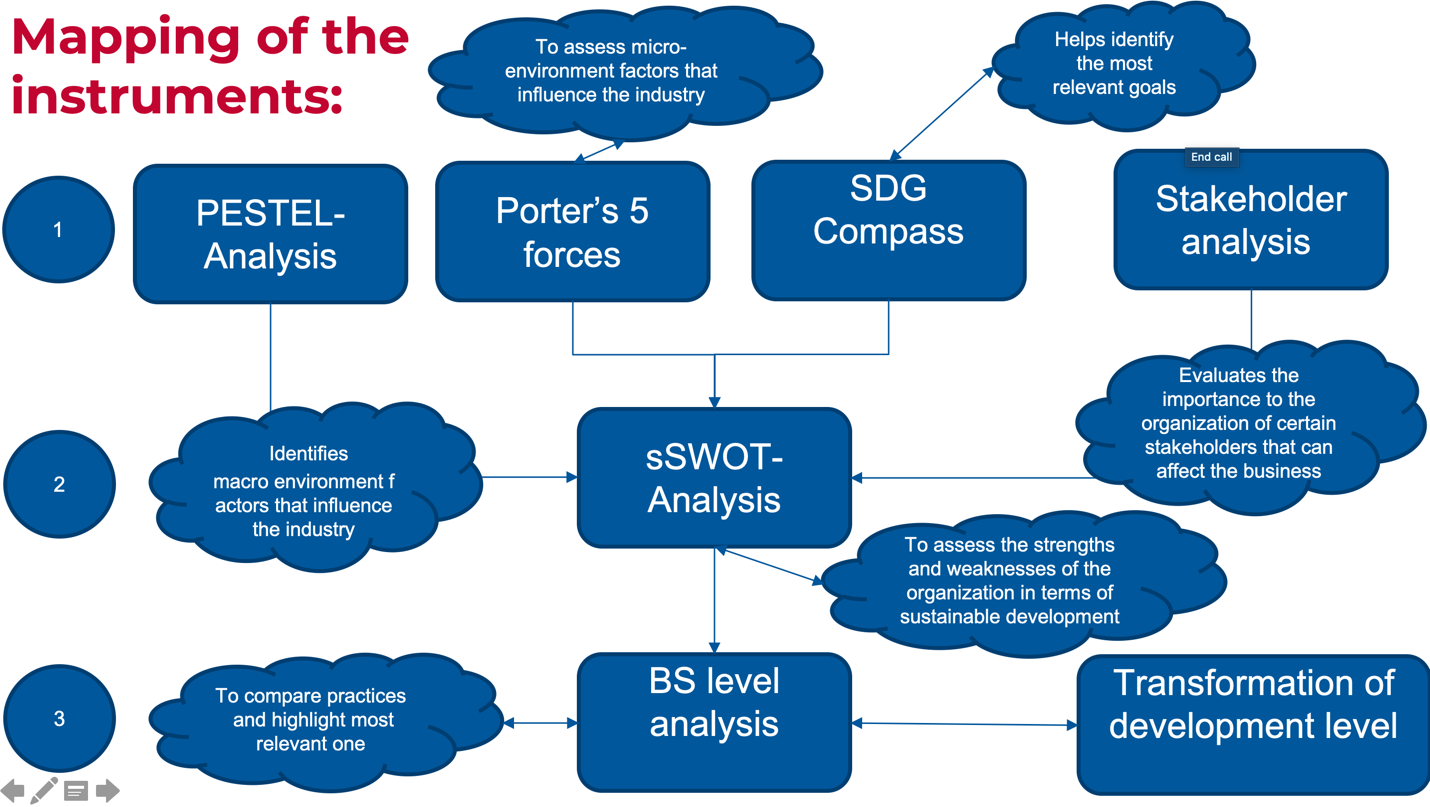 Mapping of the
instruments:
To assess micro-
environment factors that
influence the industry
Helps identify
the most
relevant goals
1
PESTEL-
Analysis
Porter’s 5
forces
SDG
Compass
End call
Stakeholder
analysis
2
Identifies
macro environment f
actors that influence
the industry
sSWOT-
Analysis
Evaluates the
importance to the
organization of certain
stakeholders that can
affect the business
To assess the strengths
and weaknesses of the
organization in terms of
sustainable development
3
To compare practices
and highlight most
relevant one
BS level
analysis
Transformation of
development level